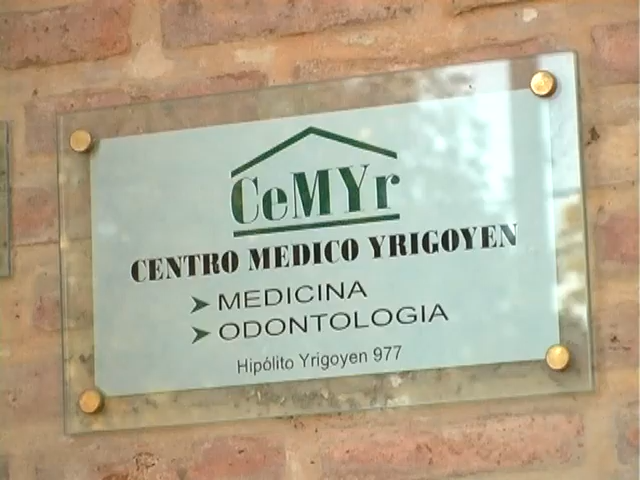 CeMYr
CENTRO MEDICO YRIGOYEN
➤ MEDICINA
➤ ODONTOLOGIA
Hipólito Yrigoyen 977